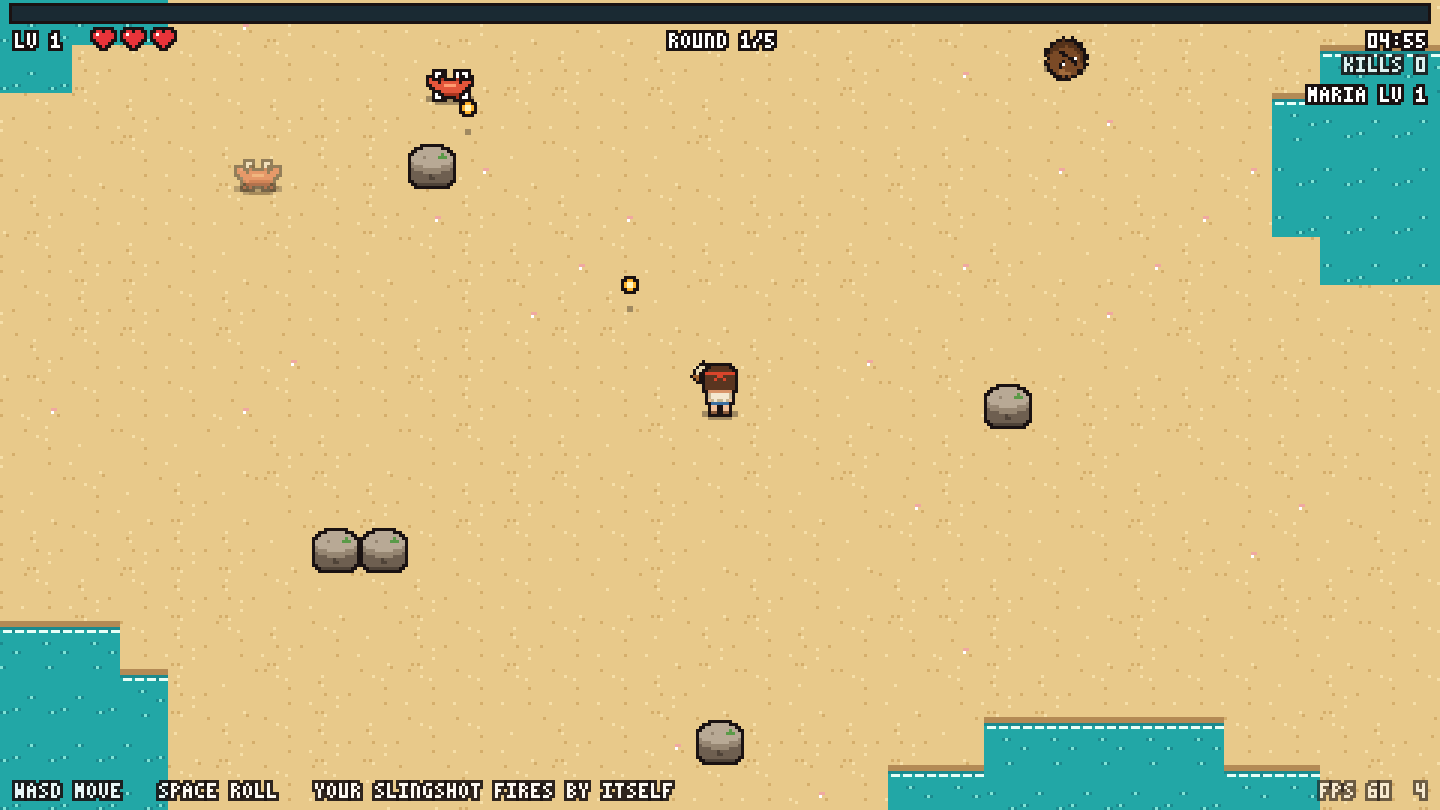 LV 1
ROUND 1/5
04:55
KILLS 0
MARIA LV 1
WASD MOVE SPACE ROLL YOUR SLINGSHOT FIRES BY ITSELF
FPS 60 4